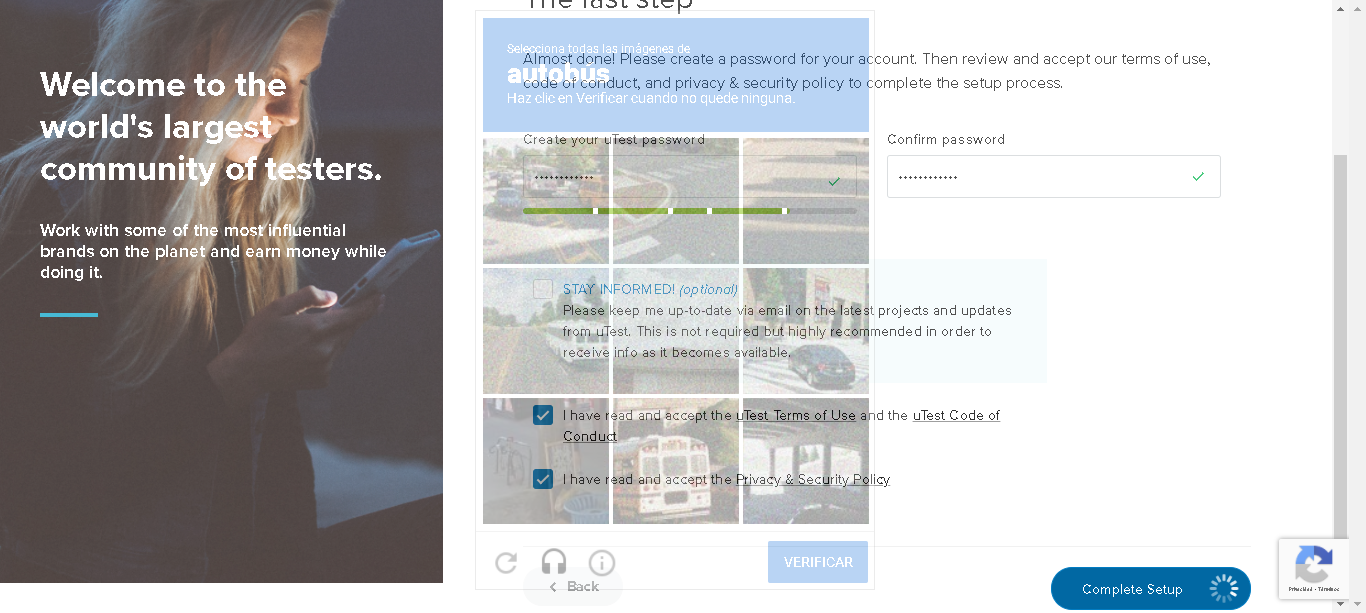 Welcome to the
world's largest
community of testers.
Work with some of the most influential
brands on the planet and earn money while
doing it.
The last step
Almost done! Please create a password for your account. Then review and accept our terms of use,
code of conduct, and privacy & security policy to complete the setup process.
Selecciona todas las imágenes de
autobús
Haz clic en Verificar cuando no quede ninguna.
Create your uTest password
Confirm password
STAY INFORMED! (optional)
Please keep me up-to-date via email on the latest projects and updates
from uTest. This is not required but highly recommended in order to
receive info as it becomes available.
I have read and accept the uTest Terms of Use and the uTest Code of
Conduct
I have read and accept the Privacy & Security Policy
VERIFICAR
Back
Complete Setup
Privacidad - Términos